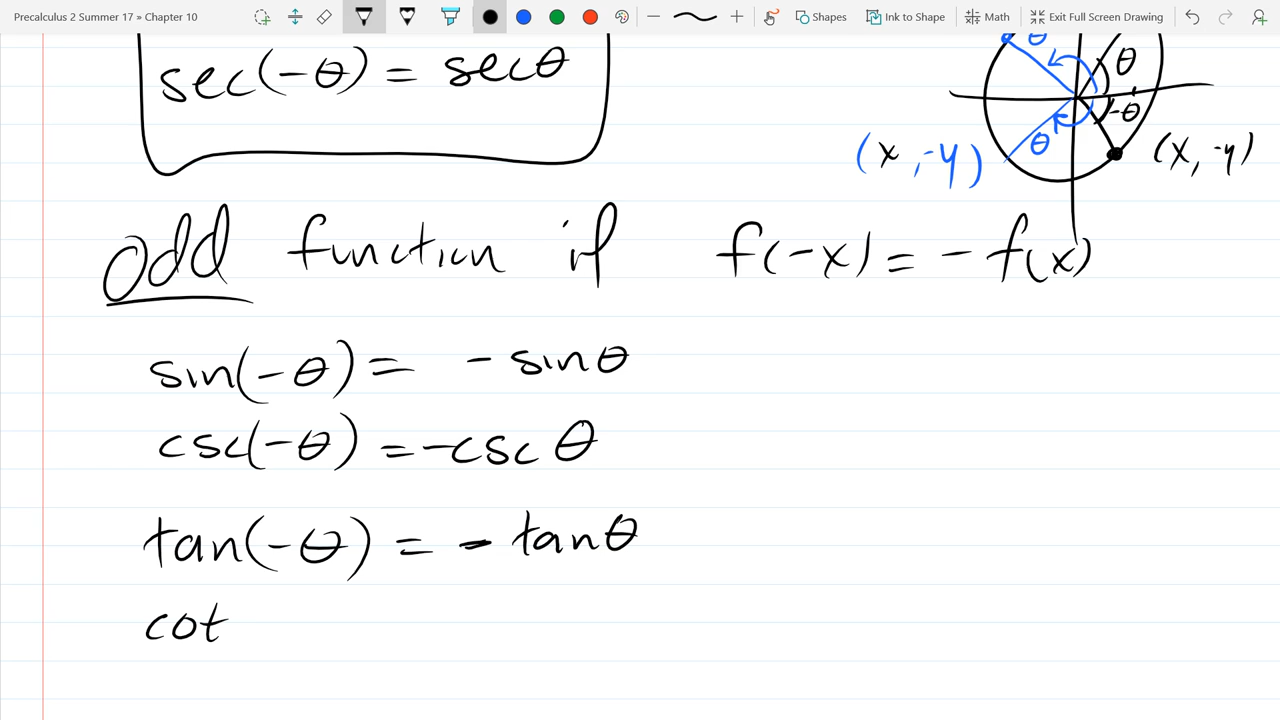 Precalculus 2 Summer 17 » Chapter 10
Shapes
Ink to Shape
Math
Exit Full Screen Drawing
sec(-θ) = secθ
θ
θ
-θ
θ
(x, -y)
(x, -y)
Odd function if f(-x) = - f(x)
sin(-θ) = - sinθ
csc(-θ) = -csc θ
tan(-θ) = - tanθ
cot